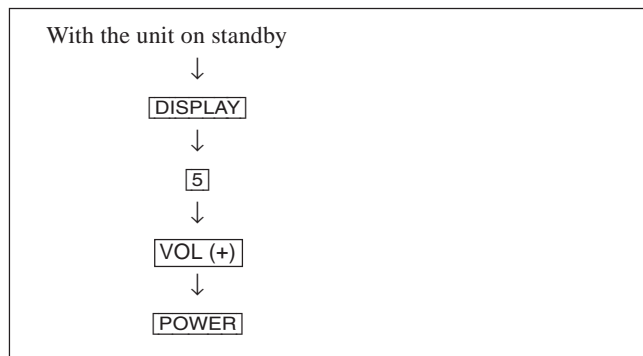 With the unit on standby
↓
DISPLAY
↓
5
↓
VOL (+)
↓
POWER